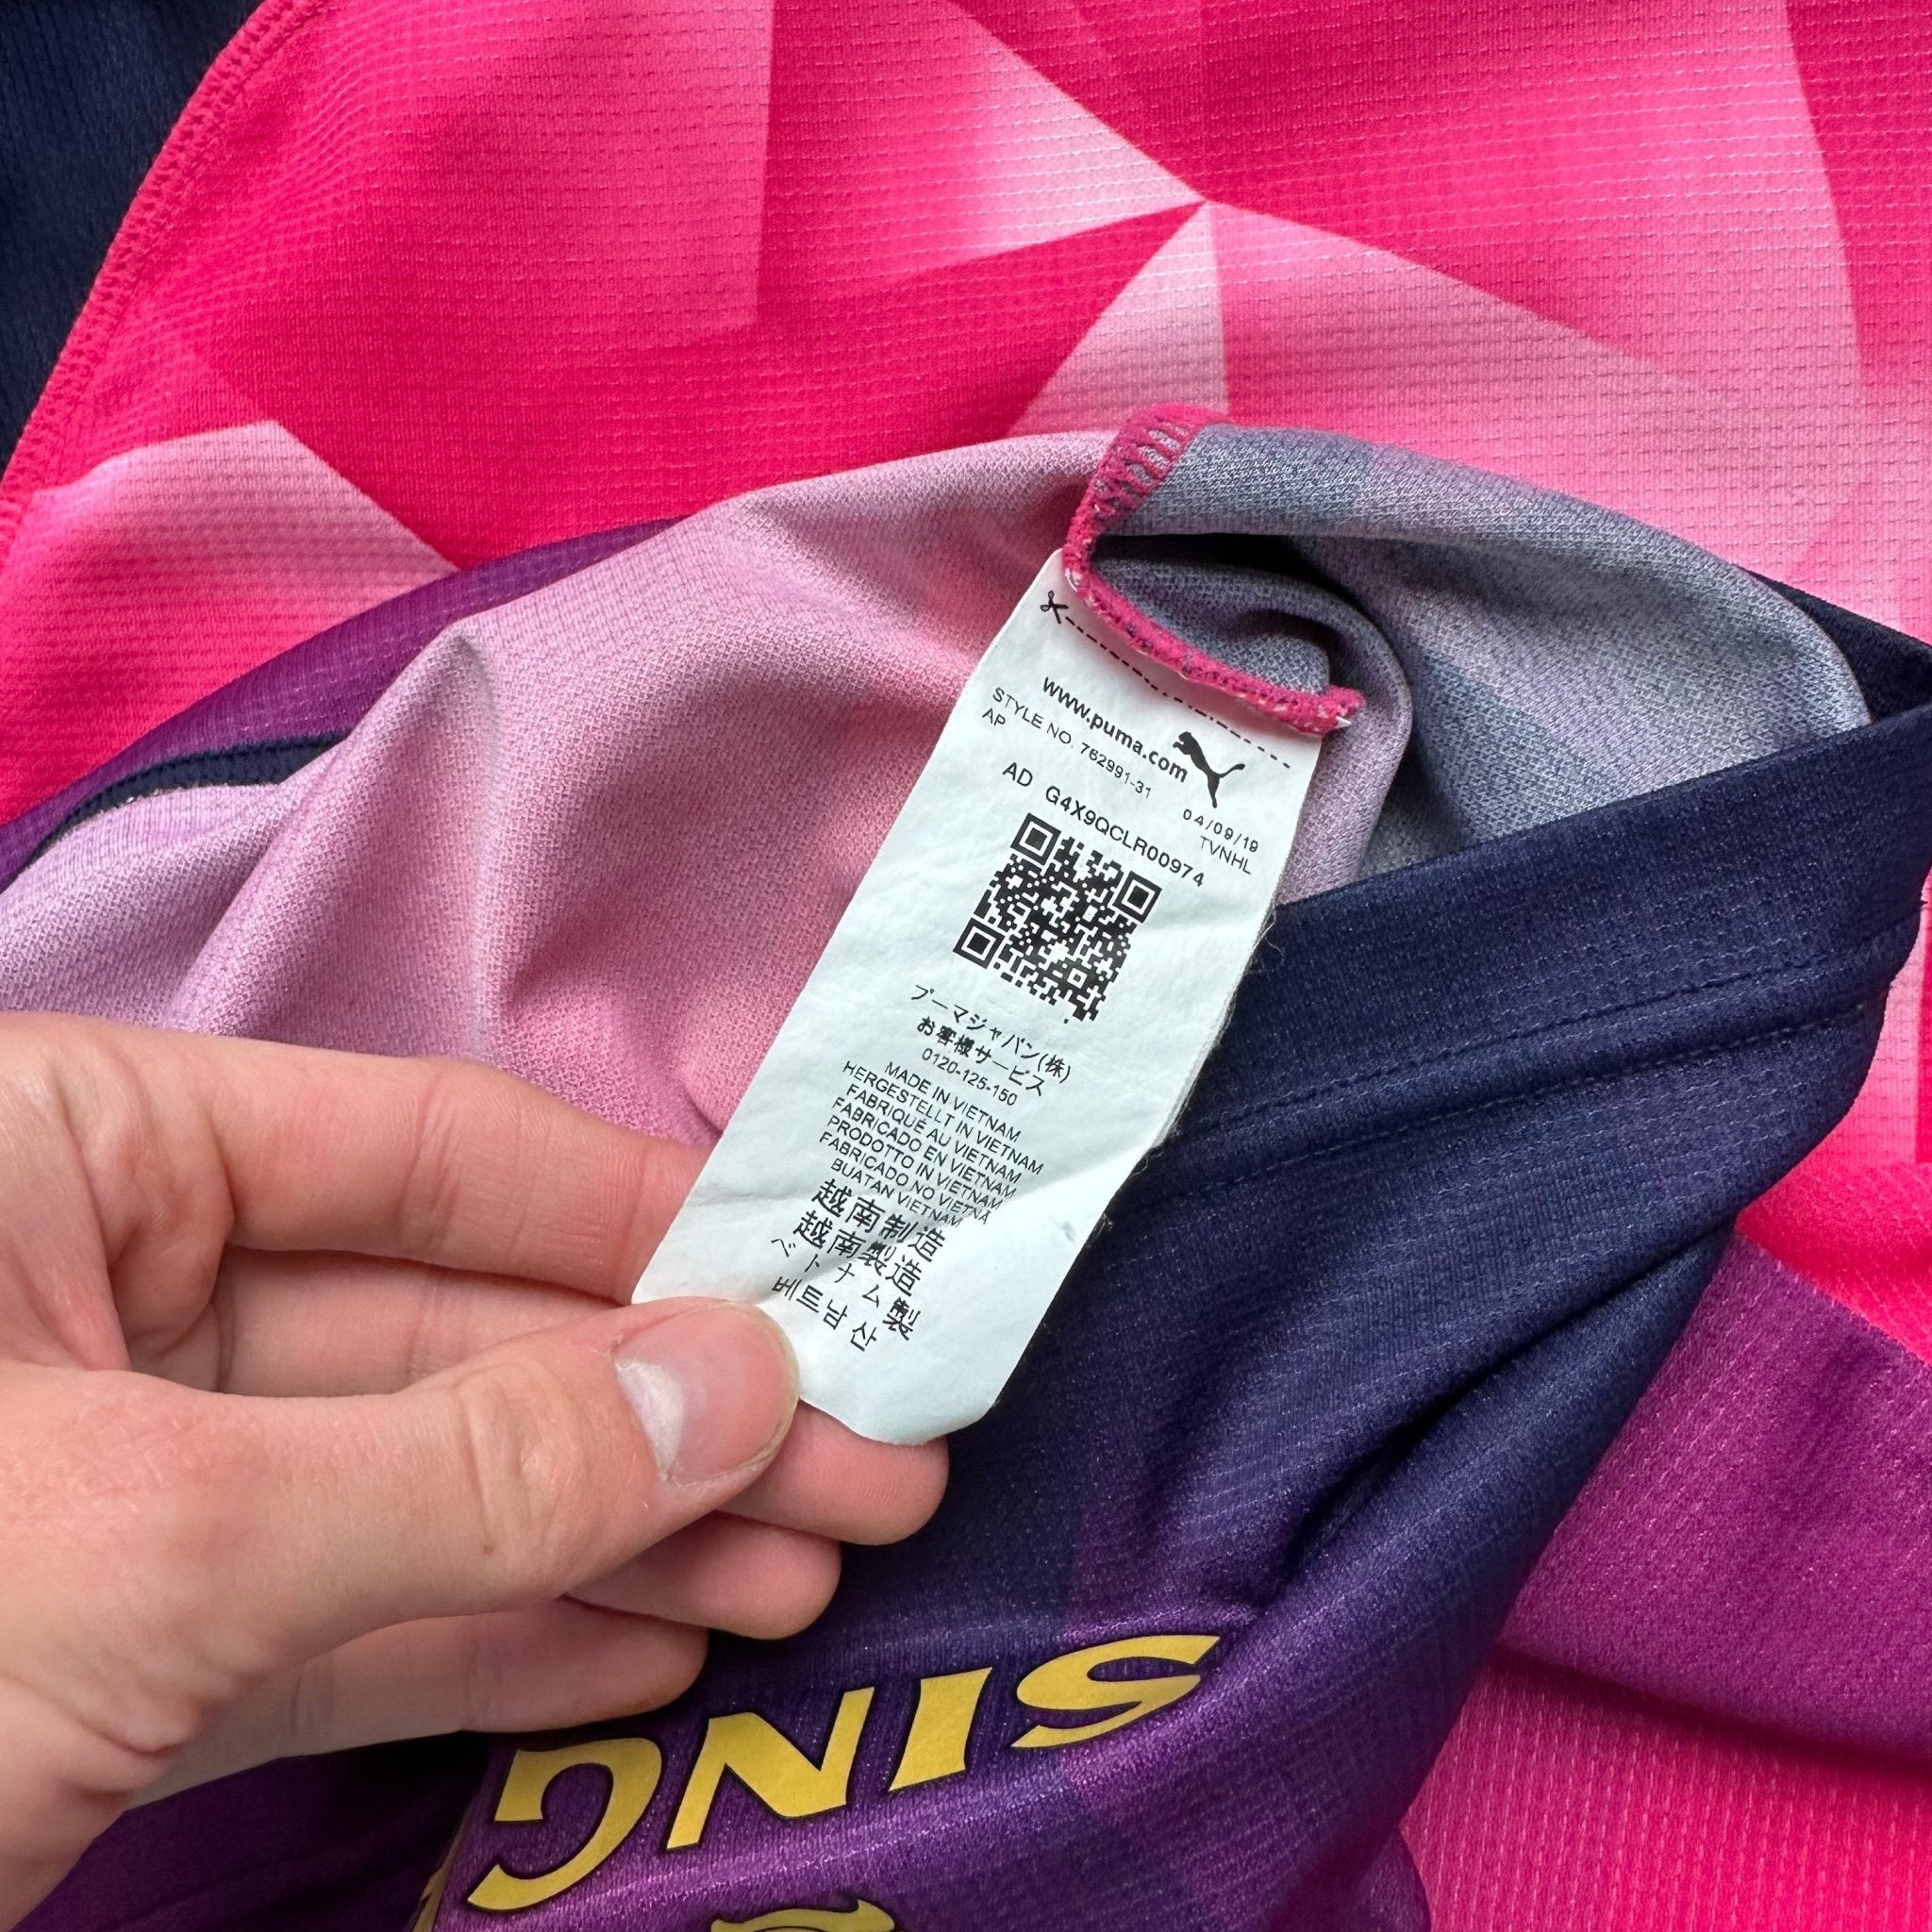 www.puma.com
STYLE NO. 762991-31 04/09/19
AP TVNHL
AD G4X9QCLR00974
プーマジャパン(株)
お客様サービス
0120-125-150
MADE IN VIETNAM
HERGESTELLT IN VIETNAM
FABRIQUÉ AU VIETNAM
FABRICADO EN VIETNAM
PRODOTTO IN VIETNAM
FABRICADO NO VIETNÃ
BUATAN VIETNAM
越南制造
越南製造
ベトナム製
베트남산
SING